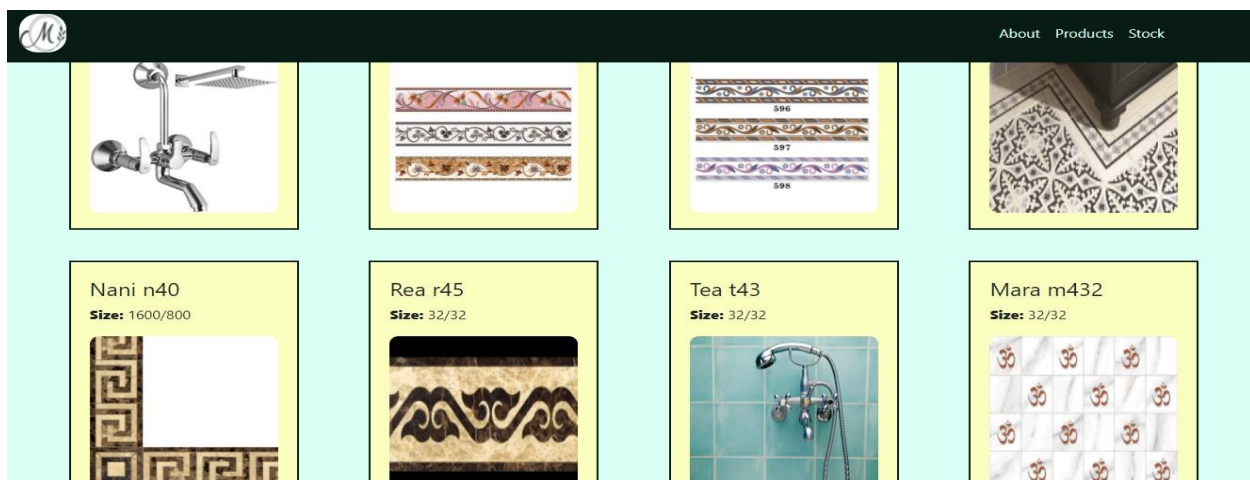 M
About Products Stock
596
597
598
Nani n40
Size: 1600/800
Rea r45
Size: 32/32
Tea t43
Size: 32/32
Mara m432
Size: 32/32
ॐ ॐ
ॐ ॐ ॐ
ॐ ॐ
ॐ ॐ ॐ